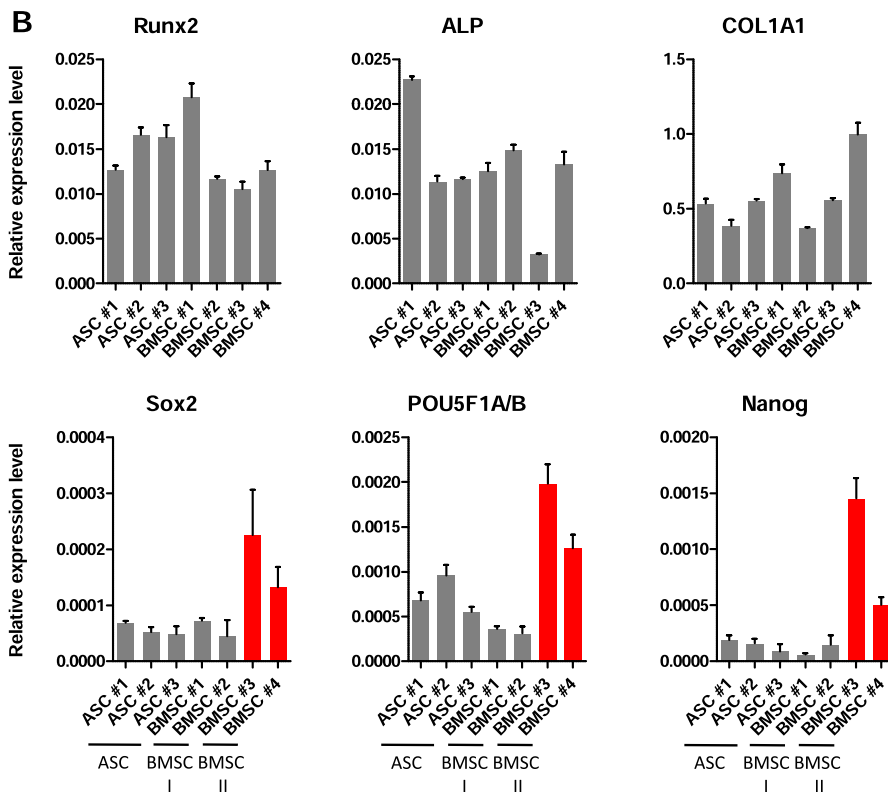 B
Runx2
ALP
COL1A1
Relative expression level
0.025
0.020
0.015
0.010
0.005
0.000
ASC #1
ASC #2
ASC #3
BMSC #1
BMSC #2
BMSC #3
BMSC #4
0.025
0.020
0.015
0.010
0.005
0.000
ASC #1
ASC #2
ASC #3
BMSC #1
BMSC #2
BMSC #3
BMSC #4
1.5
1.0
0.5
0.0
ASC #1
ASC #2
ASC #3
BMSC #1
BMSC #2
BMSC #3
BMSC #4
Sox2
POU5F1A/B
Nanog
Relative expression level
0.0004
0.0003
0.0002
0.0001
0.0000
ASC #1
ASC #2
ASC #3
BMSC #1
BMSC #2
BMSC #3
BMSC #4
ASC
BMSC BMSC
I II
0.0025
0.0020
0.0015
0.0010
0.0005
0.0000
ASC #1
ASC #2
ASC #3
BMSC #1
BMSC #2
BMSC #3
BMSC #4
ASC
BMSC BMSC
I II
0.0020
0.0015
0.0010
0.0005
0.0000
ASC #1
ASC #2
ASC #3
BMSC #1
BMSC #2
BMSC #3
BMSC #4
ASC
BMSC BMSC
I II